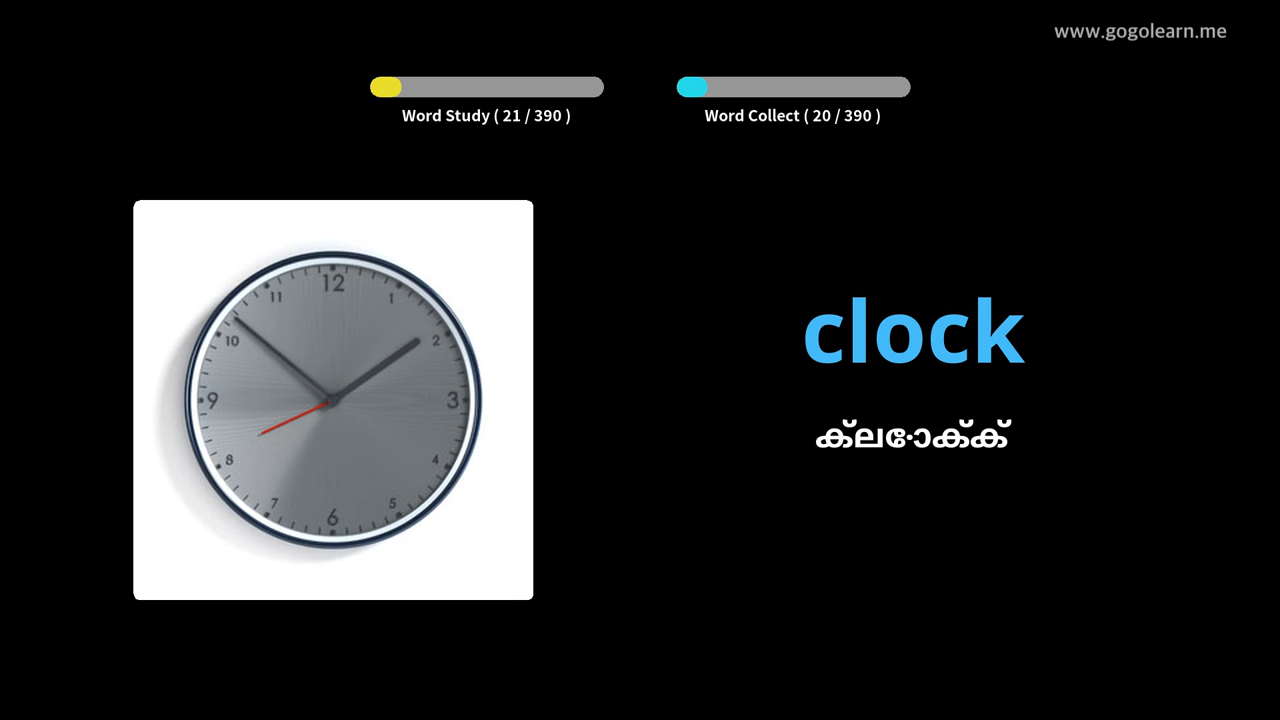 www.gogolearn.me
Word Study ( 21 / 390 )
Word Collect ( 20 / 390 )
12
11
1
10
2
9
3
8
4
7
5
6
clock
ക്ലോക്ക്